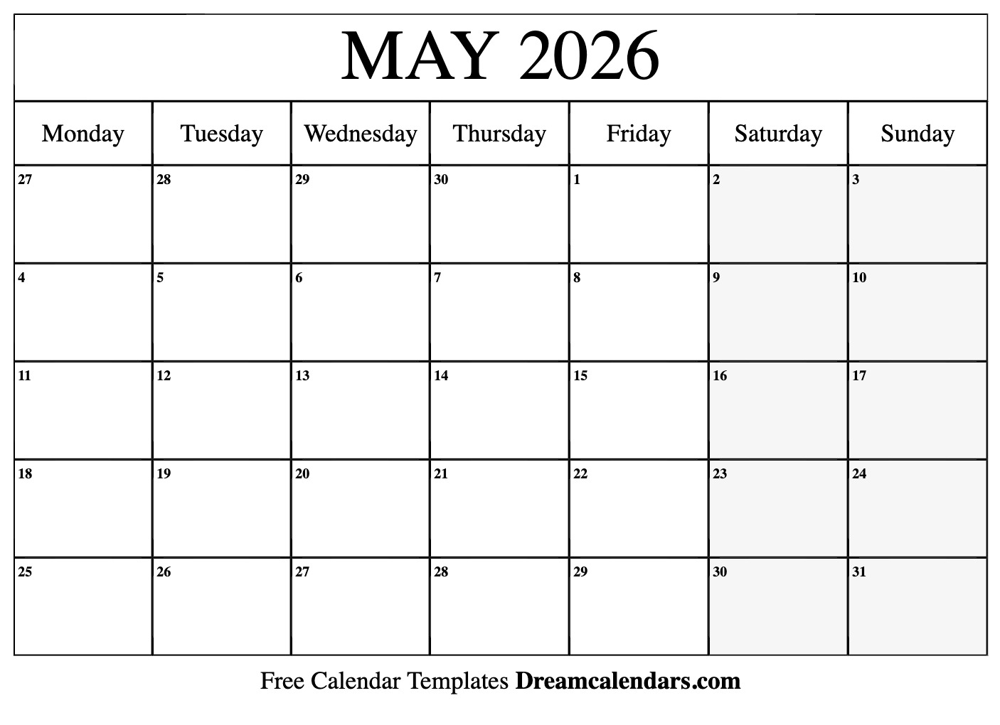 MAY 2026
Monday Tuesday Wednesday Thursday Friday Saturday Sunday
27 28 29 30 1 2 3
4 5 6 7 8 9 10
11 12 13 14 15 16 17
18 19 20 21 22 23 24
25 26 27 28 29 30 31
Free Calendar Templates Dreamcalendars.com